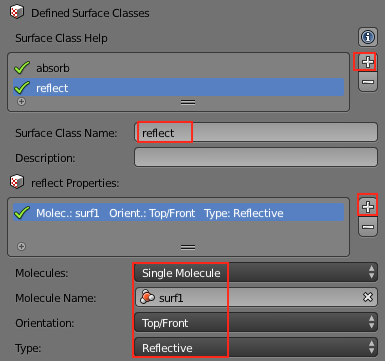 Defined Surface Classes
Surface Class Help
absorb
reflect
Surface Class Name: reflect
Description:
reflect Properties:
Molec.: surf1 Orient.: Top/Front Type: Reflective
Molecules: Single Molecule
Molecule Name: surf1
Orientation: Top/Front
Type: Reflective